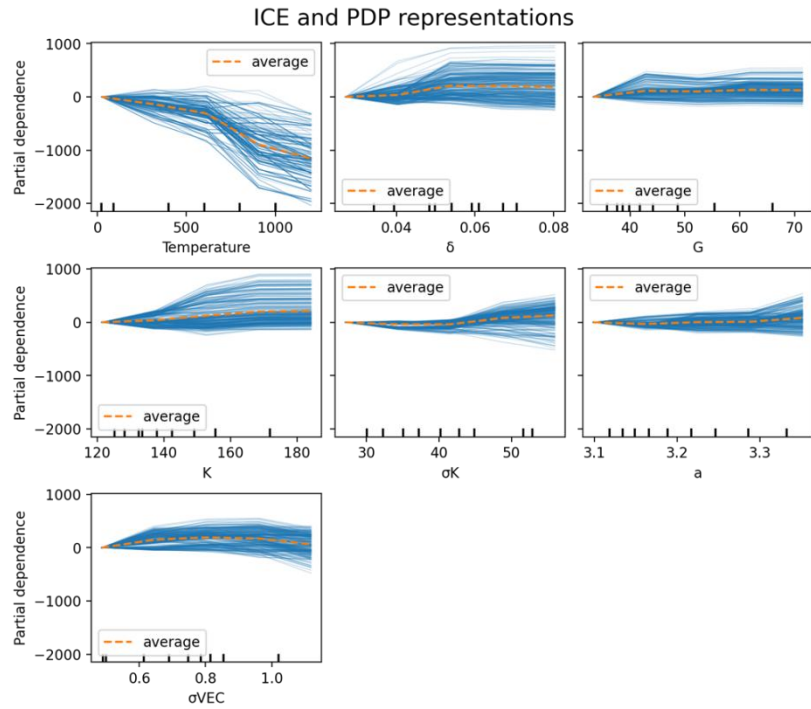 ICE and PDP representations
Partial dependence
1000
0
−1000
−2000
average
0
500
1000
Temperature
average
0.04
0.06
0.08
δ
average
40
50
60
70
G
Partial dependence
1000
0
−1000
−2000
average
120
140
160
180
K
average
30
40
50
σK
average
3.1
3.2
3.3
a
Partial dependence
1000
0
−1000
−2000
average
0.6
0.8
1.0
σVEC